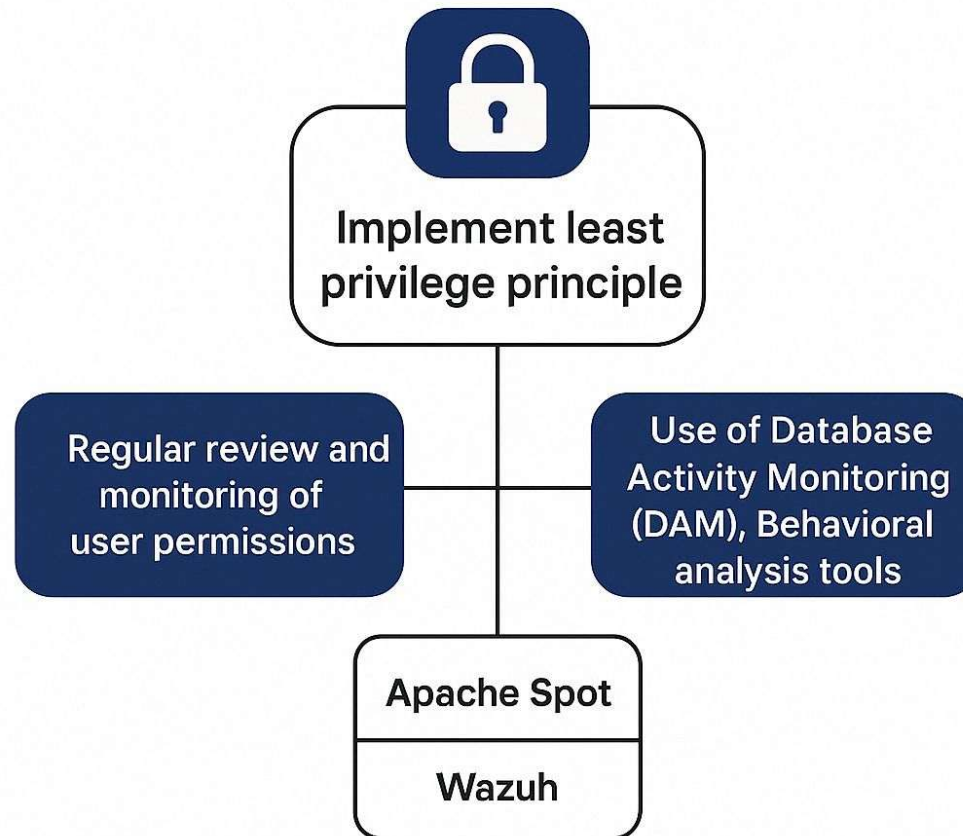 Implement least
privilege principle
Regular review and
monitoring of
user permissions
Use of Database
Activity Monitoring
(DAM), Behavioral
analysis tools
Apache Spot
Wazuh